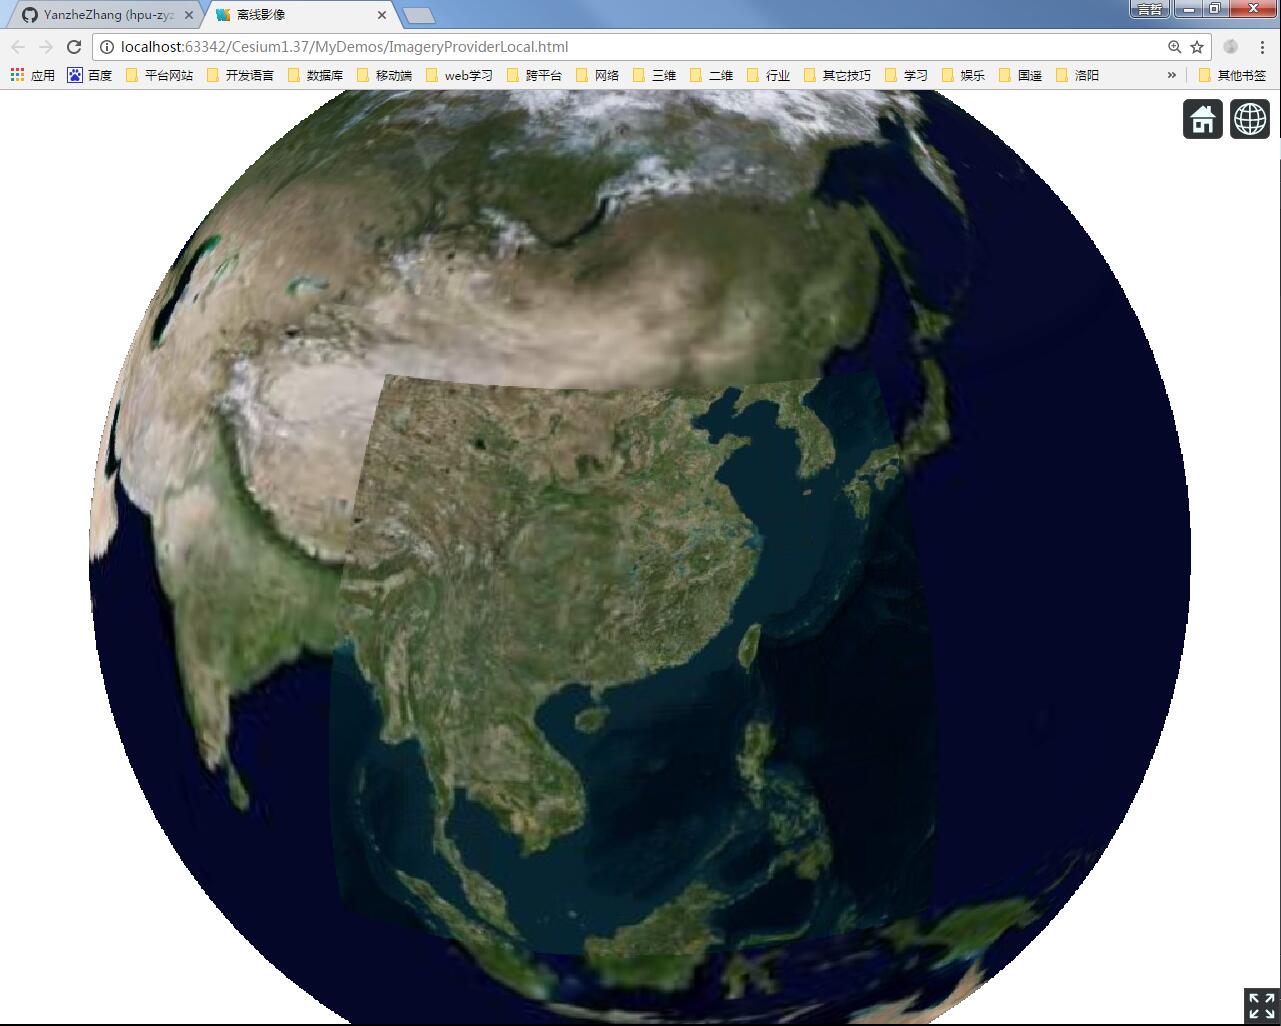 YanzheZhang (hpu-zyz
离线影像
言哲
localhost:63342/Cesium1.37/MyDemos/ImageryProviderLocal.html
应用 百度 平台网站 开发语言 数据库 移动端 web学习 跨平台 网络 三维 二维 行业 其它技巧 学习 娱乐 国遥 洛阳 » 其他书签